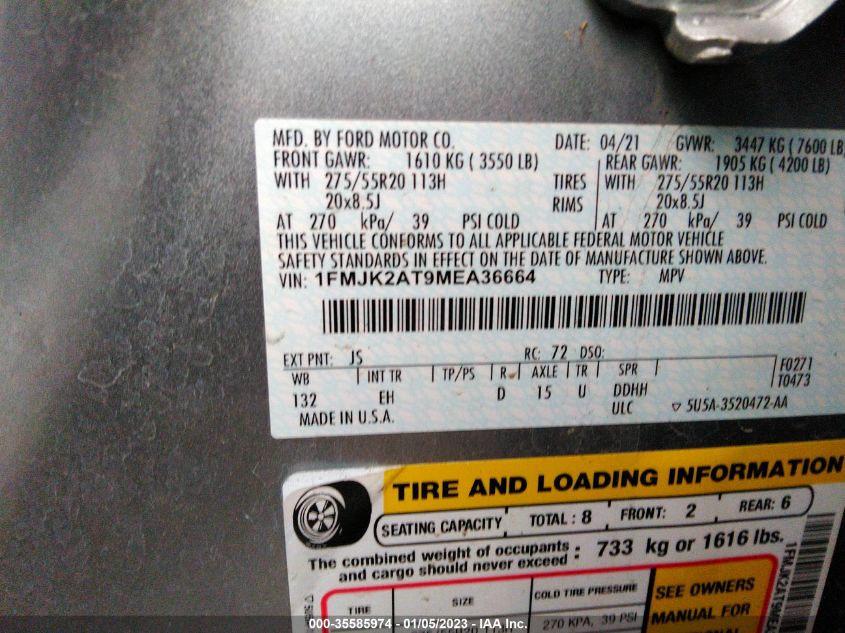 MFD. BY FORD MOTOR CO. DATE: 04/21 GVWR: 3447 KG ( 7600 LB
FRONT GAWR: 1610 KG ( 3550 LB) REAR GAWR: 1905 KG ( 4200 LB)
WITH 275/55R20 113H TIRES WITH 275/55R20 113H
20x8.5J RIMS 20x8.5J
AT 270 kPa/ 39 PSI COLD AT 270 kPa/ 39 PSI COLD
THIS VEHICLE CONFORMS TO ALL APPLICABLE FEDERAL MOTOR VEHICLE
SAFETY STANDARDS IN EFFECT ON THE DATE OF MANUFACTURE SHOWN ABOVE.
VIN: 1FMJK2AT9MEA36664 TYPE: MPV
EXT PNT: JS RC: 72 DSO:
WB INT TR TP/PS R AXLE TR SPR F0271
T0473
132 EH D 15 U DDHH
MADE IN U.S.A. ULC ▽ 5U5A-3520472-AA
TIRE AND LOADING INFORMATION
SEATING CAPACITY TOTAL : 8 FRONT: 2 REAR: 6
The combined weight of occupants : 733 kg or 1616 lbs.
and cargo should never exceed
TIRE SIZE COLD TIRE PRESSURE SEE OWNERS
270 KPA, 39 PSI MANUAL FOR
1FMJK2AT9MEA
000-35585974 - 01/05/2023 - IAA Inc.